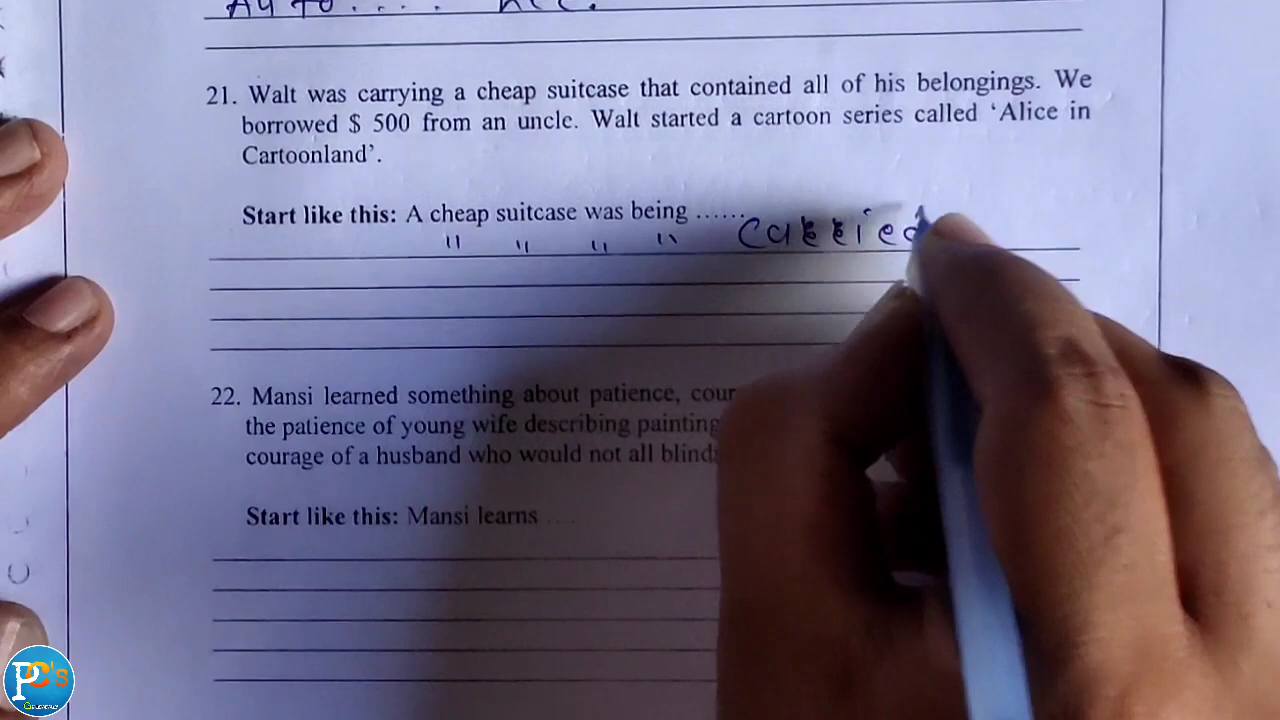 21. Walt was carrying a cheap suitcase that contained all of his belongings. We
borrowed $ 500 from an uncle. Walt started a cartoon series called ‘Alice in
Cartoonland’.
Start like this: A cheap suitcase was being ......
" " " " carried
22. Mansi learned something about patience,
the patience of young wife describing painting
courage of a husband who would not all blind
Start like this: Mansi learns ....
PC's